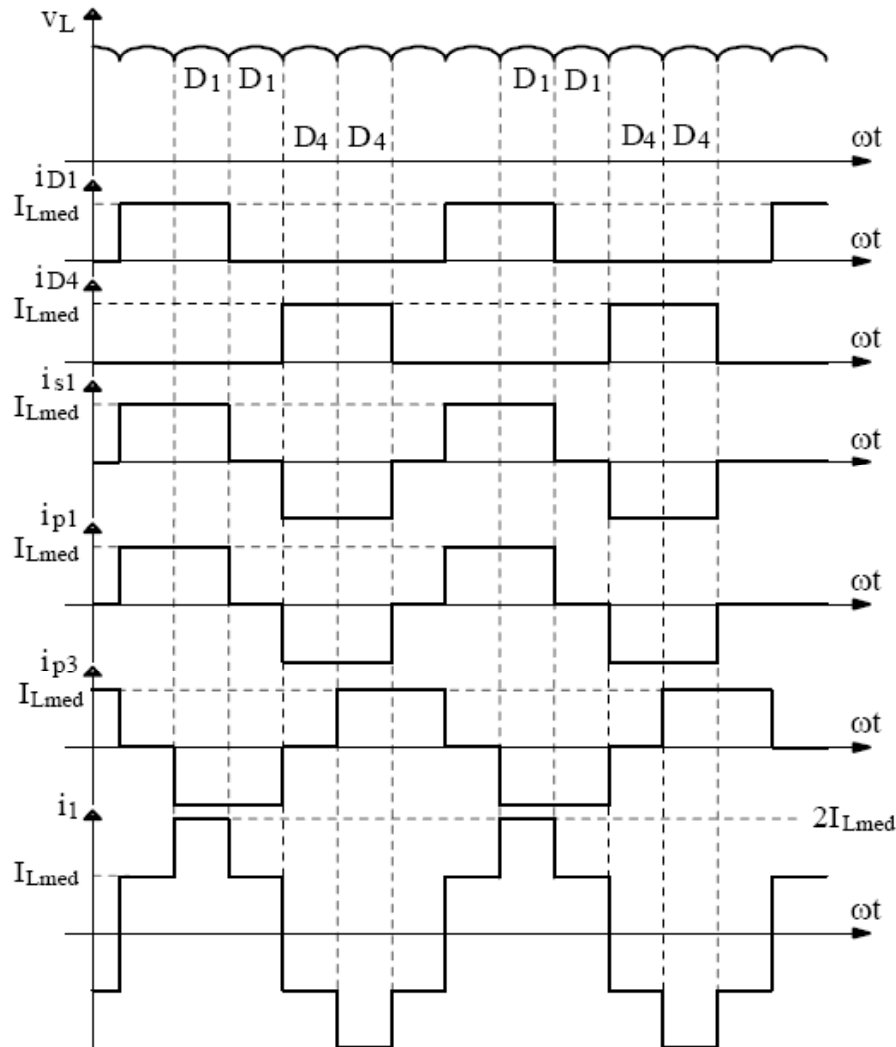 vL
D1 D1 D1 D1
D4 D4 D4 D4 ωt
iD1
ILmed
ωt
iD4
ILmed
ωt
is1
ILmed
ωt
ip1
ILmed
ωt
ip3
ILmed
ωt
i1
2ILmed
ILmed
ωt